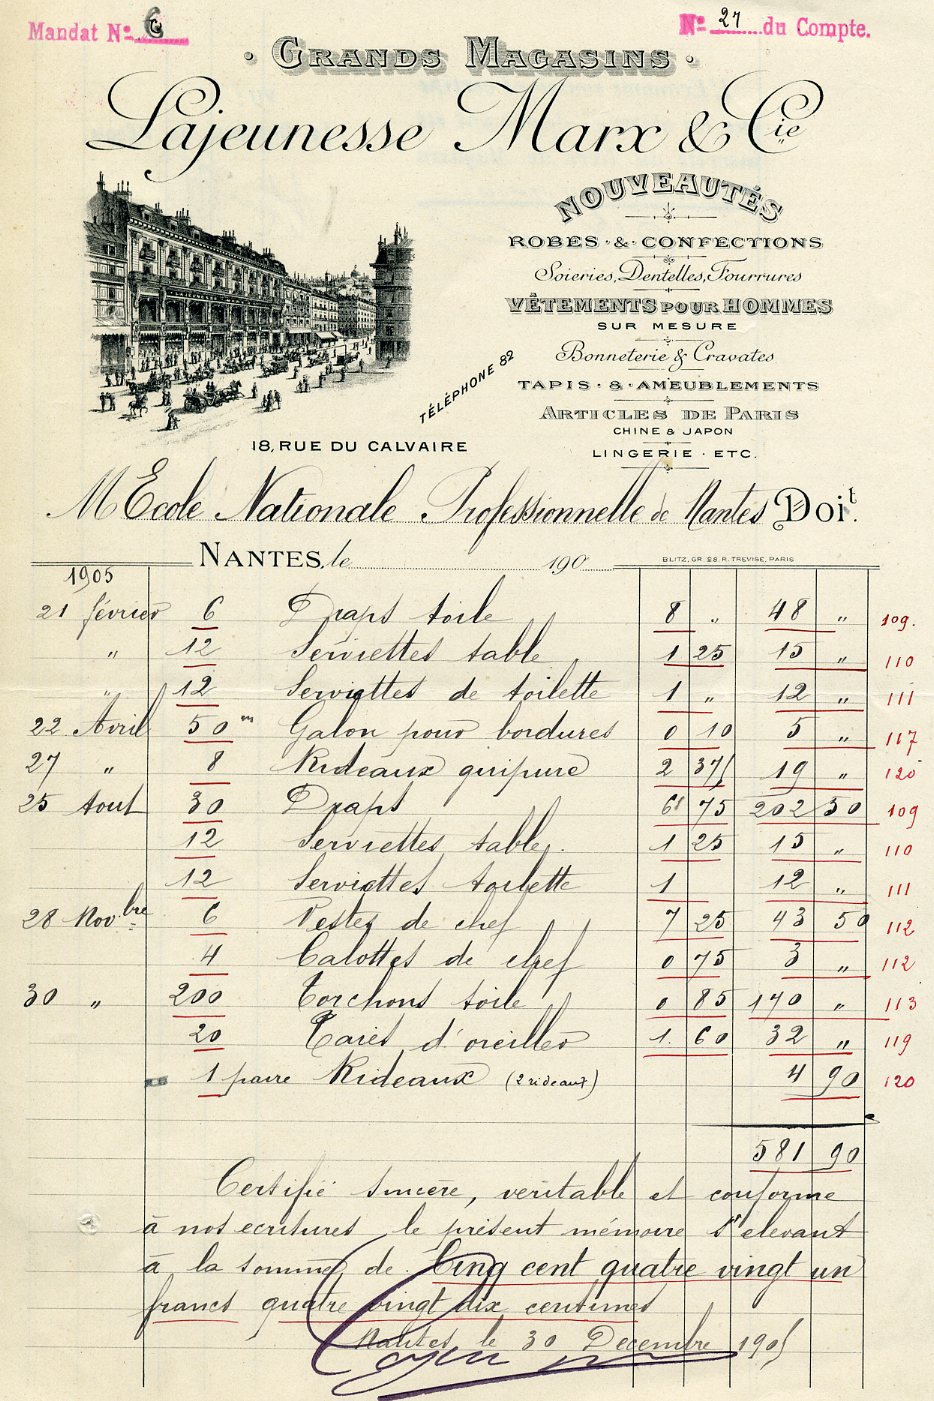 Mandat Nº 6
Nº 27 du Compte.
· GRANDS MAGASINS ·
Lajeunesse Marx & Cie
NOUVEAUTÉS
ROBES · & · CONFECTIONS
Soieries, Dentelles, Fourrures
VÊTEMENTS POUR HOMMES
SUR MESURE
Bonneterie & Cravates
TAPIS · & · AMEUBLEMENTS
ARTICLES DE PARIS
CHINE & JAPON
LINGERIE · ETC.
TÉLÉPHONE 82
18, RUE DU CALVAIRE
M Ecole Nationale Professionnelle de Nantes Doit.
NANTES, le 190
BLITZ, GR. 28 R. TREVISE, PARIS
1905
21 février 6 Draps toile 8 " 48 " 109.
" 12 Serviettes table 1 25 15 " 110
" 12 Serviettes de toilette 1 " 12 " 111
22 Avril 50 m Galon pour bordures 0 10 5 " 117
27 " 8 Rideaux guipure 2 375 19 " 120
25 Aout 30 Draps 6 75 202 50 109
12 Serviettes table 1 25 15 " 110
12 Serviettes toilette 1 12 " 111
28 Novbre 6 Vestes de chef 7 25 43 50 112
4 Calottes de chef 0 75 3 " 112
30 " 200 Torchons toile 0 85 170 " 113
20 Taies d'oreiller 1. 60 32 " 119
1 paire Rideaux (2 rideaux) 4 90 120
581 90
Certifié sincère, véritable et conforme
à nos ecritures le présent mémoire s'elevant
à la somme de Cinq cent quatre vingt un
francs quatre vingt dix centimes
Nantes le 30 Decembre 1905